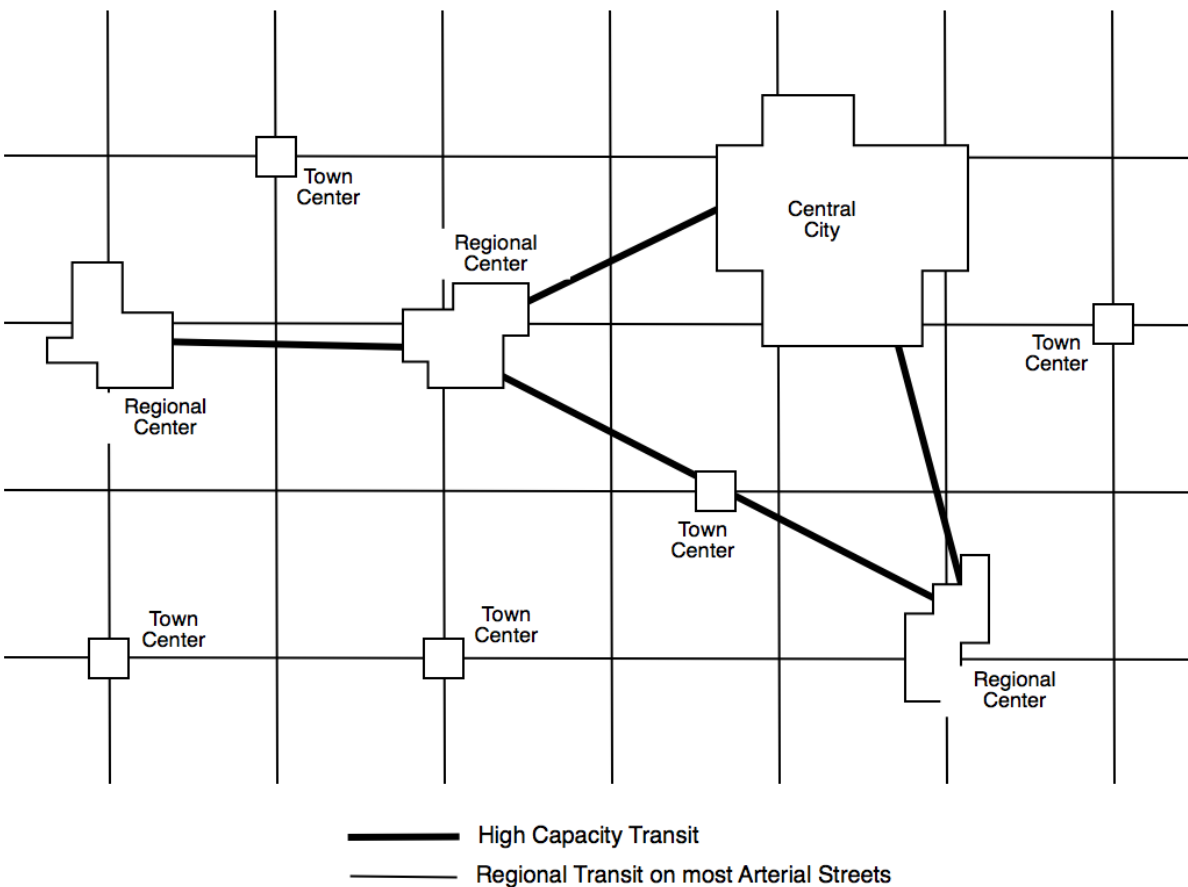 Town
Center
Central
City
Regional
Center
Town
Center
Regional
Center
Town
Center
Town
Center
Town
Center
Regional
Center
High Capacity Transit
Regional Transit on most Arterial Streets